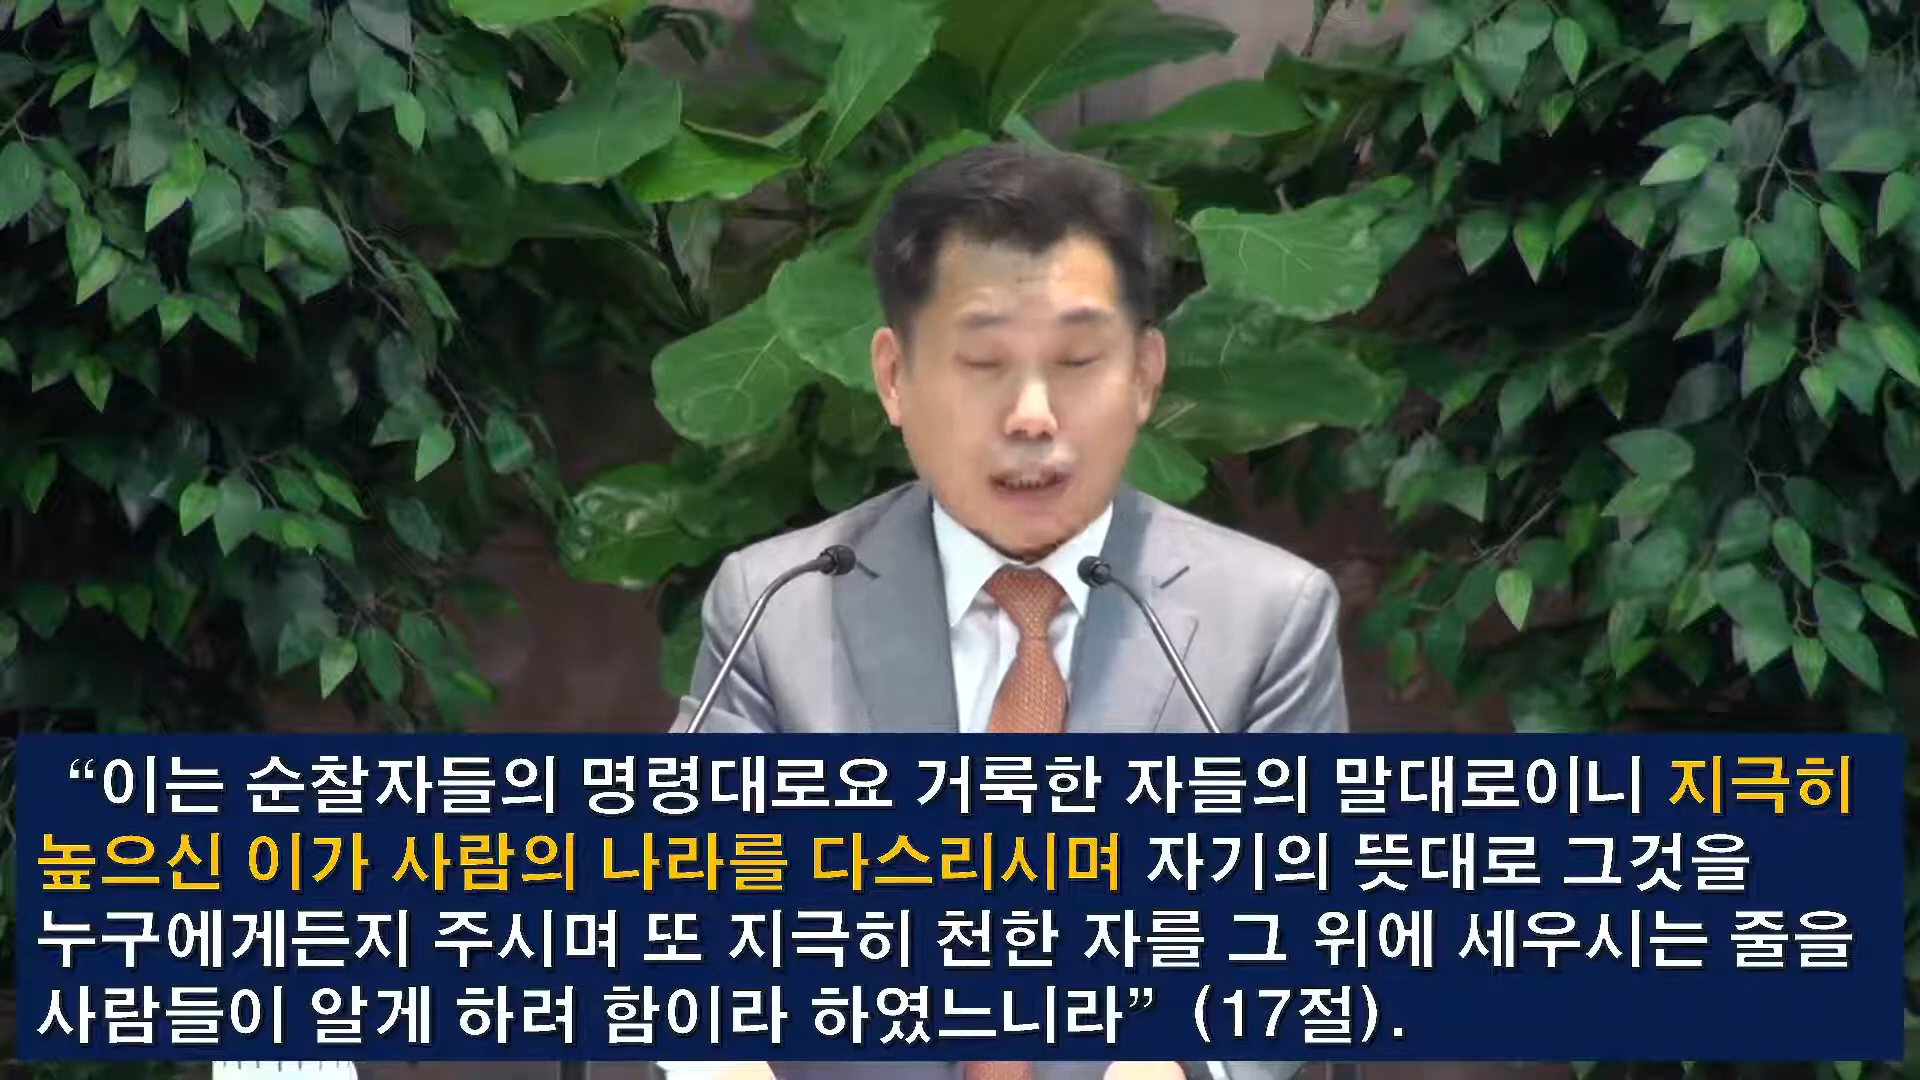 “이는 순찰자들의 명령대로요 거룩한 자들의 말대로이니 지극히
높으신 이가 사람의 나라를 다스리시며 자기의 뜻대로 그것을
누구에게든지 주시며 또 지극히 천한 자를 그 위에 세우시는 줄을
사람들이 알게 하려 함이라 하였느니라” (17절).